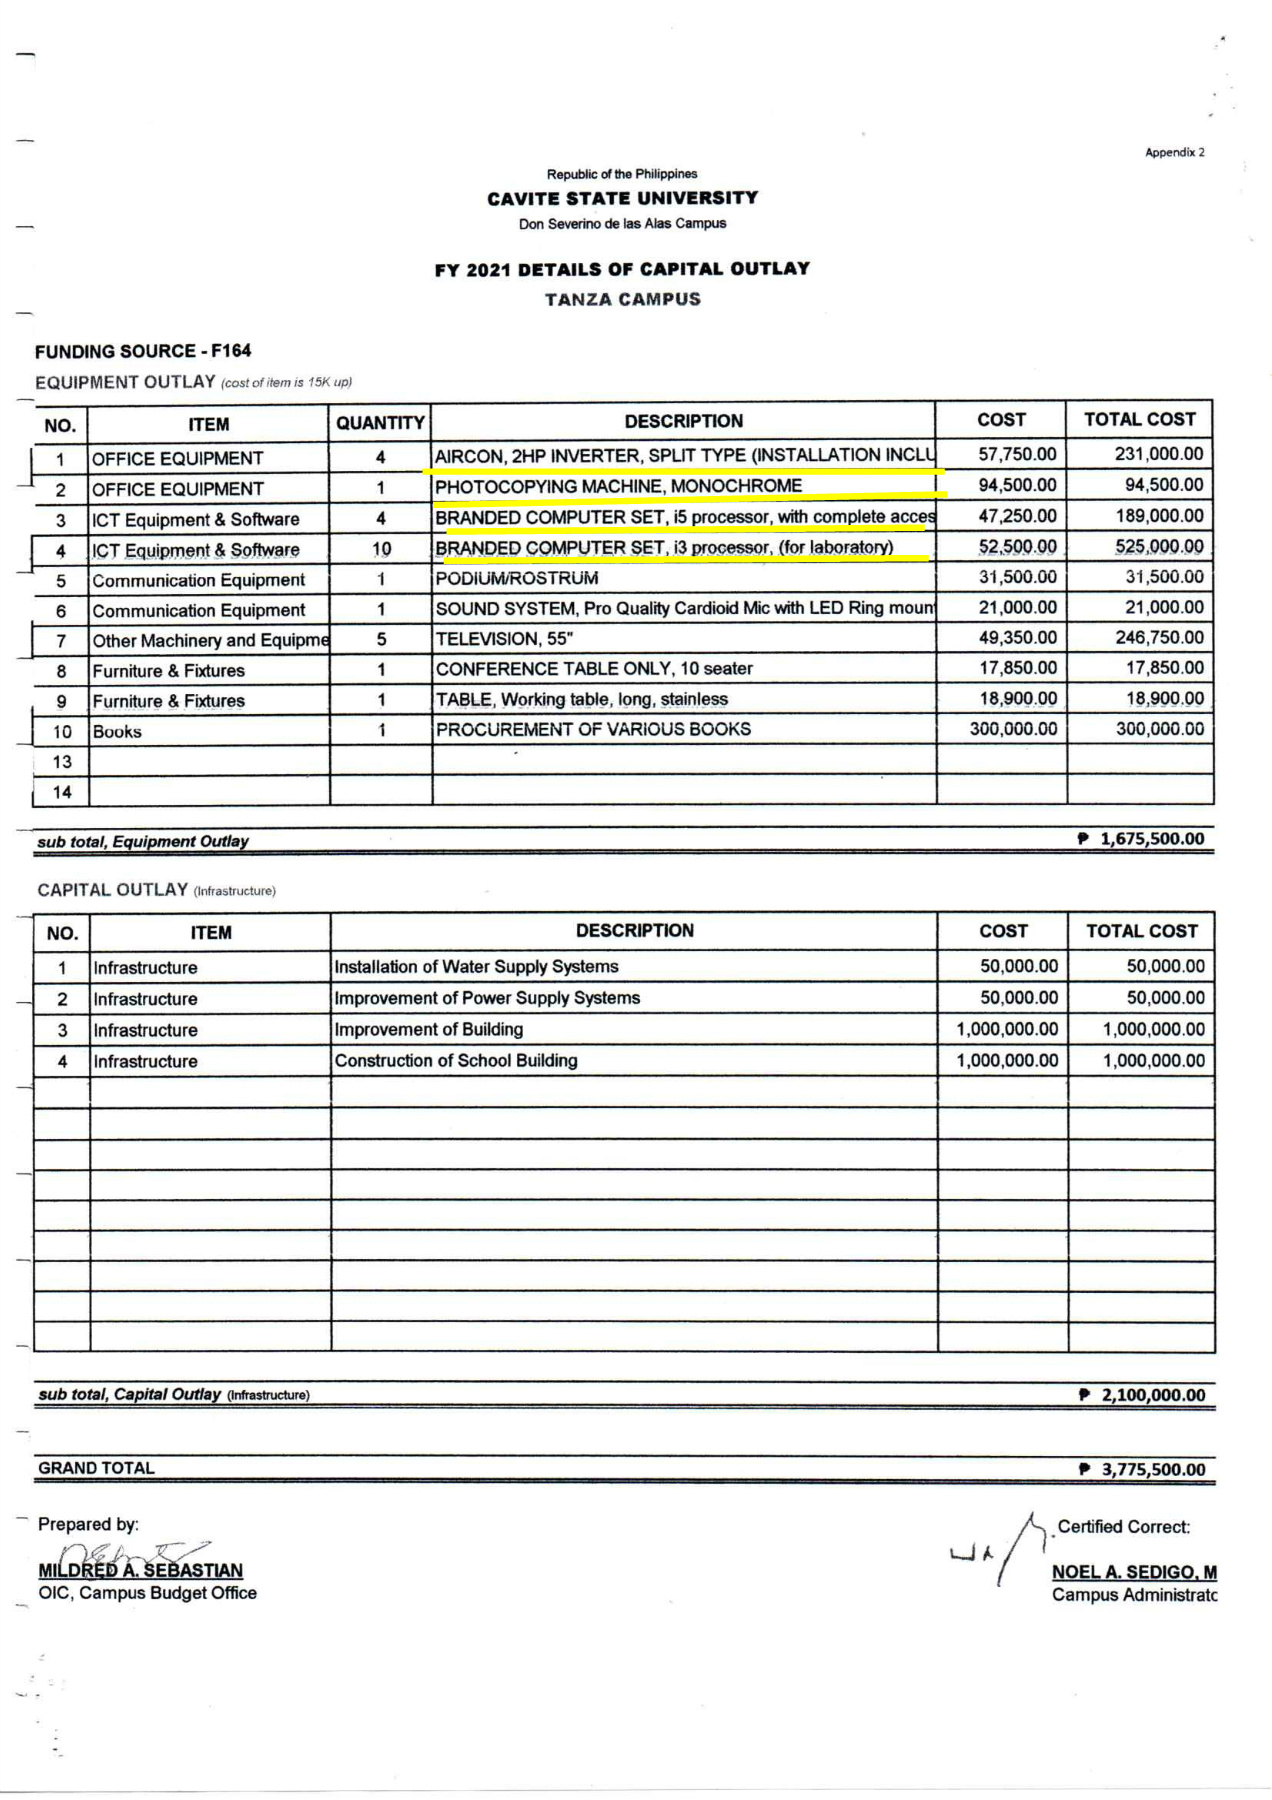 Appendix 2
Republic of the Philippines
CAVITE STATE UNIVERSITY
Don Severino de las Alas Campus
FY 2021 DETAILS OF CAPITAL OUTLAY
TANZA CAMPUS
FUNDING SOURCE - F164
EQUIPMENT OUTLAY (cost of item is 15K up)
NO. ITEM QUANTITY DESCRIPTION COST TOTAL COST
1 OFFICE EQUIPMENT 4 AIRCON, 2HP INVERTER, SPLIT TYPE (INSTALLATION INCLU 57,750.00 231,000.00
2 OFFICE EQUIPMENT 1 PHOTOCOPYING MACHINE, MONOCHROME 94,500.00 94,500.00
3 ICT Equipment & Software 4 BRANDED COMPUTER SET, i5 processor, with complete acces 47,250.00 189,000.00
4 ICT Equipment & Software 10 BRANDED COMPUTER SET, i3 processor, (for laboratory) 52,500.00 525,000.00
5 Communication Equipment 1 PODIUM/ROSTRUM 31,500.00 31,500.00
6 Communication Equipment 1 SOUND SYSTEM, Pro Quality Cardioid Mic with LED Ring moun 21,000.00 21,000.00
7 Other Machinery and Equipme 5 TELEVISION, 55" 49,350.00 246,750.00
8 Furniture & Fixtures 1 CONFERENCE TABLE ONLY, 10 seater 17,850.00 17,850.00
9 Furniture & Fixtures 1 TABLE, Working table, long, stainless 18,900.00 18,900.00
10 Books 1 PROCUREMENT OF VARIOUS BOOKS 300,000.00 300,000.00
13
14
sub total, Equipment Outlay ₱ 1,675,500.00
CAPITAL OUTLAY (Infrastructure)
NO. ITEM DESCRIPTION COST TOTAL COST
1 Infrastructure Installation of Water Supply Systems 50,000.00 50,000.00
2 Infrastructure Improvement of Power Supply Systems 50,000.00 50,000.00
3 Infrastructure Improvement of Building 1,000,000.00 1,000,000.00
4 Infrastructure Construction of School Building 1,000,000.00 1,000,000.00
sub total, Capital Outlay (Infrastructure) ₱ 2,100,000.00
GRAND TOTAL ₱ 3,775,500.00
Prepared by: Certified Correct:
MILDRED A. SEBASTIAN NOEL A. SEDIGO, M
OIC, Campus Budget Office Campus Administratc